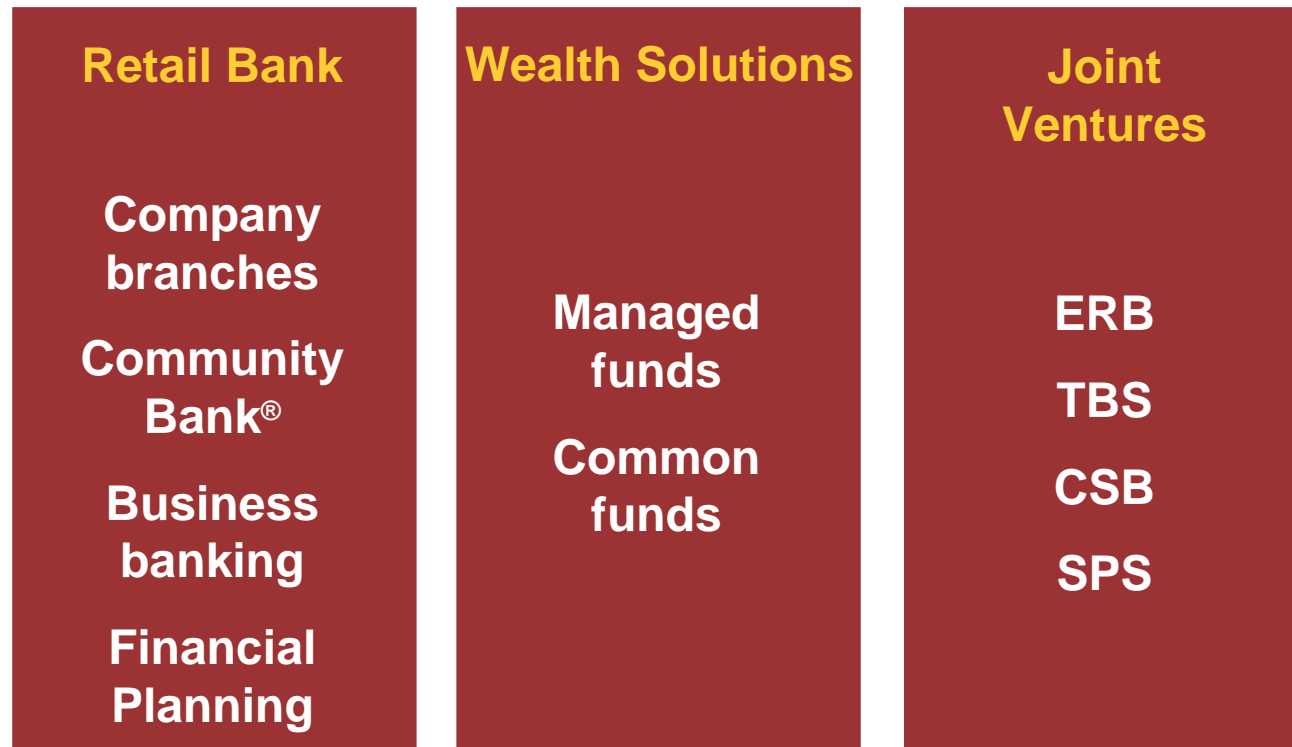 Retail Bank
Company
branches
Community
Bank®
Business
banking
Financial
Planning
Wealth Solutions
Managed
funds
Common
funds
Joint
Ventures
ERB
TBS
CSB
SPS